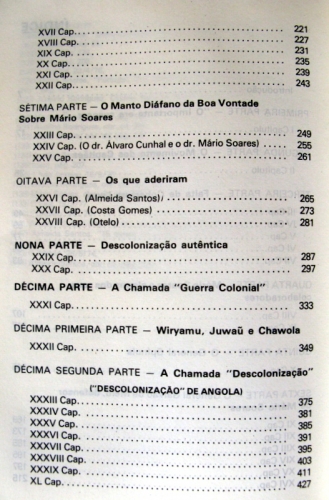 XVII Cap. 221
XVIII Cap. 227
XIX Cap. 231
XX Cap. 235
XXI Cap. 239
XXII Cap. 243
SÉTIMA PARTE — O Manto Diáfano da Boa Vontade
Sobre Mário Soares
XXIII Cap. 249
XXIV Cap. (O dr. Álvaro Cunhal e o dr. Mário Soares) 255
XXV Cap. 261
OITAVA PARTE — Os que aderiram
XXVI Cap. (Almeida Santos) 265
XXVII Cap. (Costa Gomes) 273
XXVIII Cap. (Otelo) 281
NONA PARTE — Descolonização autêntica
XXIX Cap. 287
XXX Cap. 297
DÉCIMA PARTE — A Chamada "Guerra Colonial"
XXXI Cap. 333
DÉCIMA PRIMEIRA PARTE — Wiryamu, Juwaü e Chawola
XXXII Cap. 349
DÉCIMA SEGUNDA PARTE — A Chamada "Descolonização"
("DESCOLONIZAÇÃO" DE ANGOLA)
XXXIII Cap. 375
XXXIV Cap. 381
XXXV Cap. 385
XXXVI Cap. 391
XXXVII Cap. 395
XXXVIII Cap. 403
XXXIX Cap. 411
XL Cap. 427